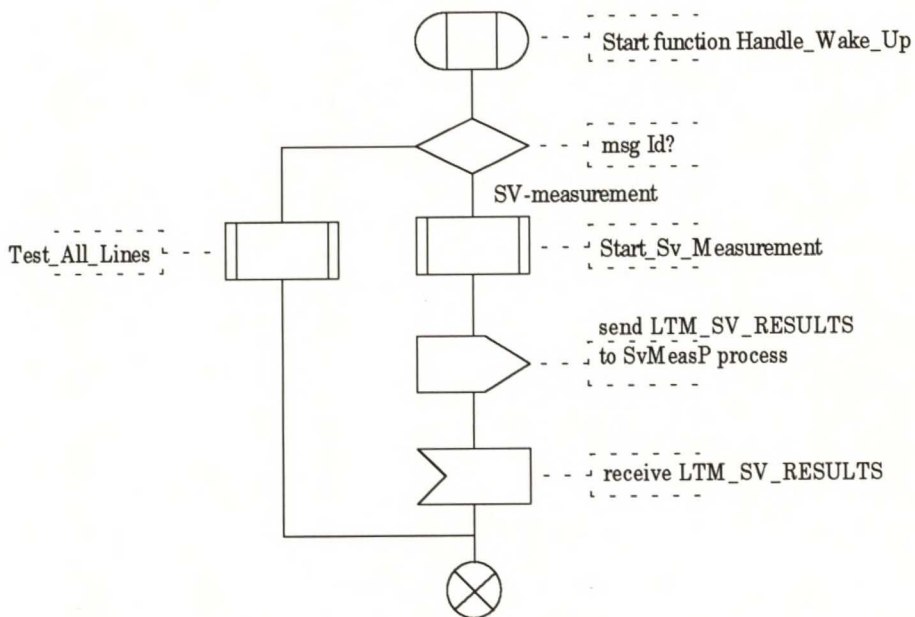 Start function Handle_Wake_Up
msg Id?
SV-measurement
Test_All_Lines
Start_Sv_Measurement
send LTM_SV_RESULTS
to SvMeasP process
receive LTM_SV_RESULTS